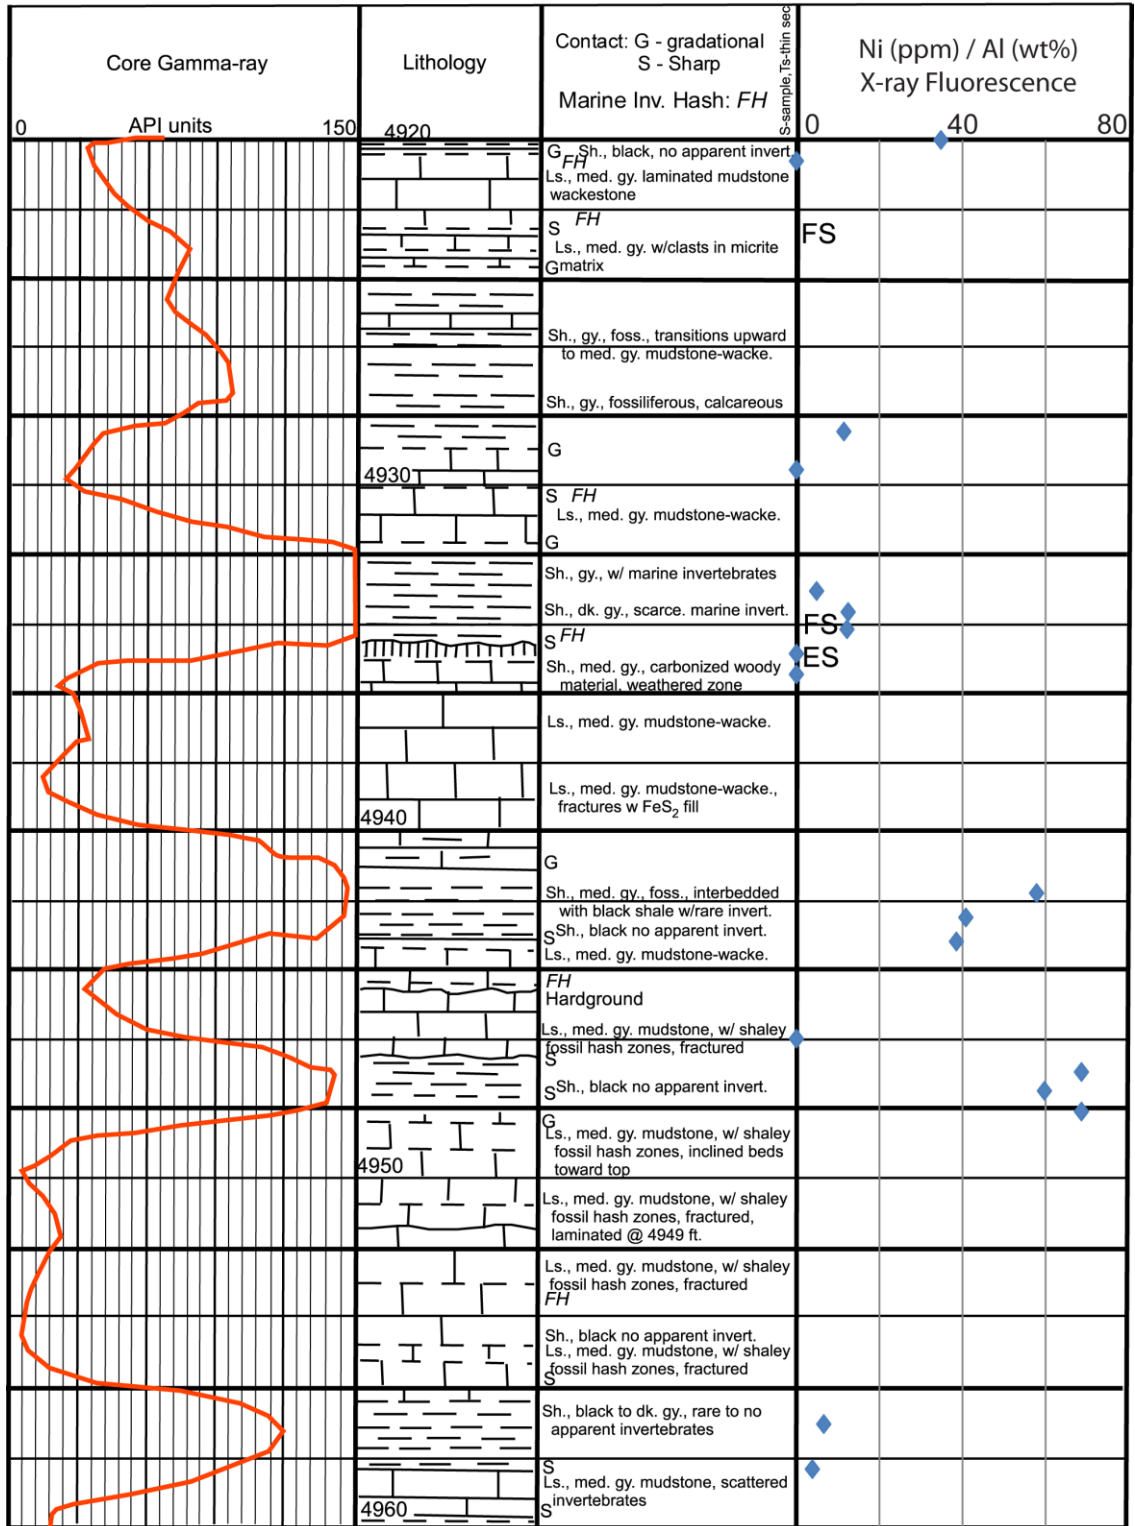 Core Gamma-ray
0 API units 150
Lithology
Contact: G - gradational
S - Sharp
Marine Inv. Hash: FH
S-sample,Ts-thin sec
Ni (ppm) / Al (wt%)
X-ray Fluorescence
0 40 80
4920
G Sh., black, no apparent invert
FH
Ls., med. gy. laminated mudstone
wackestone
S FH
FS
Ls., med. gy. w/clasts in micrite
G matrix
Sh., gy., foss., transitions upward
to med. gy. mudstone-wacke.
Sh., gy., fossiliferous, calcareous
G
4930
S FH
Ls., med. gy. mudstone-wacke.
G
Sh., gy., w/ marine invertebrates
Sh., dk. gy., scarce. marine invert.
FS
S FH
ES
Sh., med. gy., carbonized woody
material, weathered zone
Ls., med. gy. mudstone-wacke.
Ls., med. gy. mudstone-wacke.,
fractures w FeS2 fill
4940
G
Sh., med. gy., foss., interbedded
with black shale w/rare invert.
S Sh., black no apparent invert.
Ls., med. gy. mudstone-wacke.
FH
Hardground
Ls., med. gy. mudstone, w/ shaley
fossil hash zones, fractured
S
S Sh., black no apparent invert.
G
Ls., med. gy. mudstone, w/ shaley
fossil hash zones, inclined beds
toward top
4950
Ls., med. gy. mudstone, w/ shaley
fossil hash zones, fractured,
laminated @ 4949 ft.
Ls., med. gy. mudstone, w/ shaley
fossil hash zones, fractured
FH
Sh., black no apparent invert.
Ls., med. gy. mudstone, w/ shaley
fossil hash zones, fractured
S
Sh., black to dk. gy., rare to no
apparent invertebrates
S
Ls., med. gy. mudstone, scattered
invertebrates
S
4960